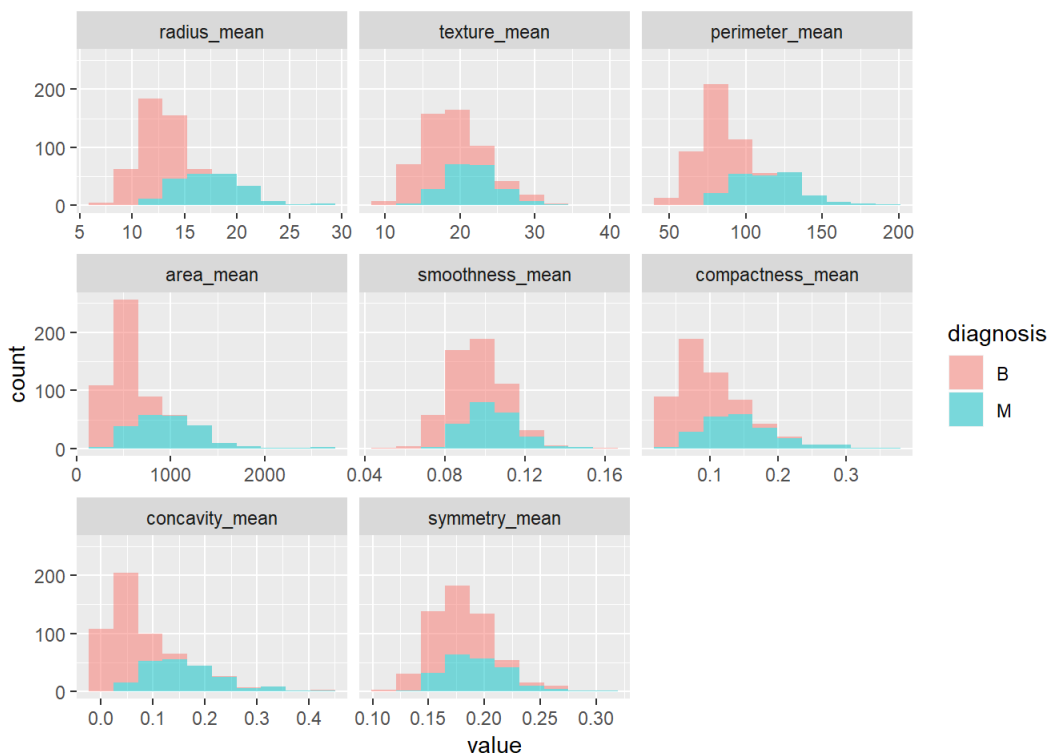 radius_mean texture_mean perimeter_mean
200
100
0
5 10 15 20 25 30 10 20 30 40 50 100 150 200
area_mean smoothness_mean compactness_mean
200
100
0
0 1000 2000 0.04 0.08 0.12 0.16 0.1 0.2 0.3
concavity_mean symmetry_mean
200
100
0
0.0 0.1 0.2 0.3 0.4 0.10 0.15 0.20 0.25 0.30
count
value
diagnosis
B
M